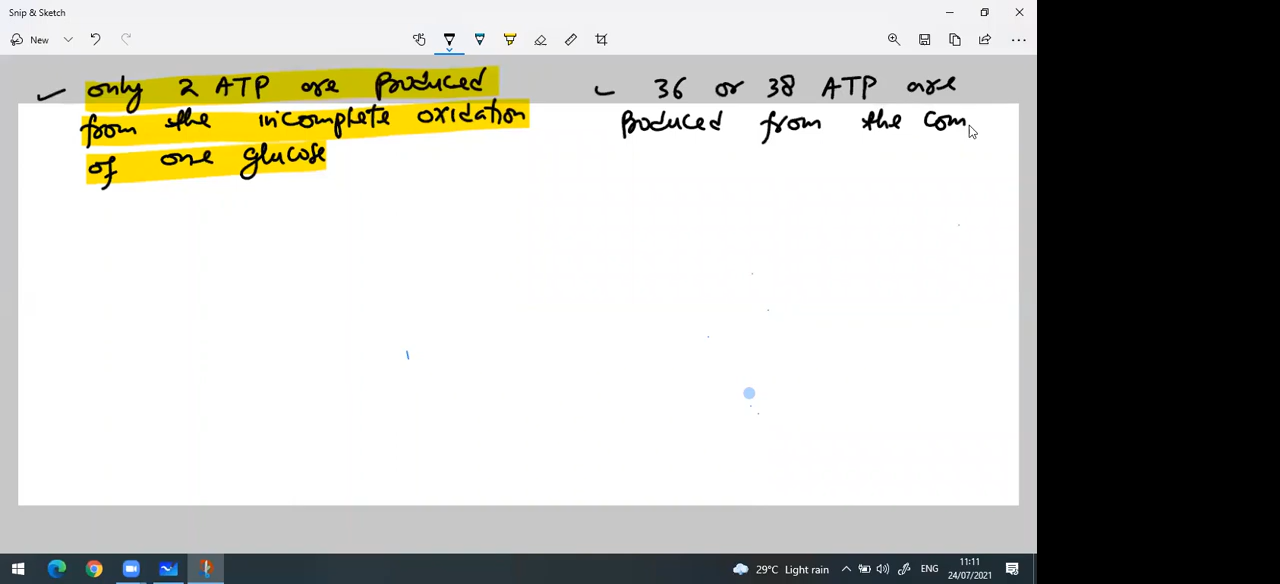 Snip & Sketch
New
only 2 ATP are Produced
from the incomplete oxidation
of one glucose
36 or 38 ATP are
Produced from the Com
29°C Light rain
ENG
11:11
24/07/2021